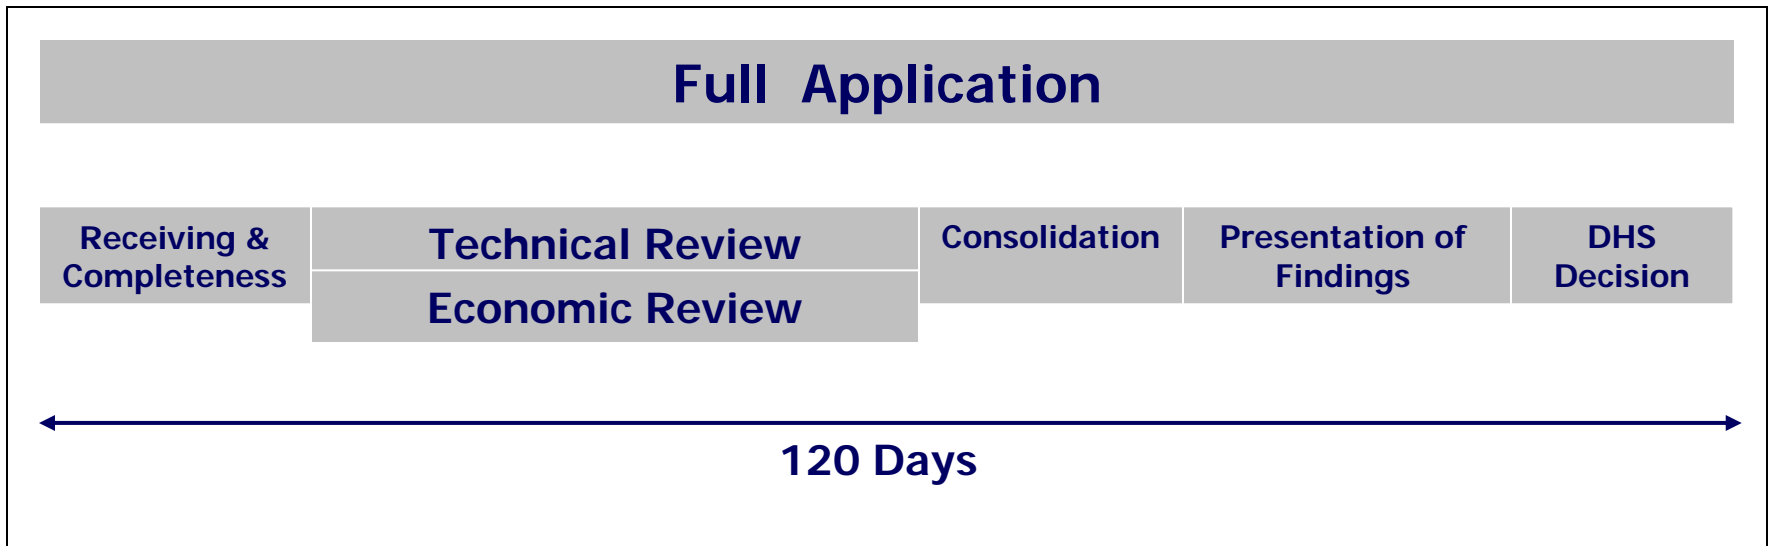 Full Application
Receiving &
Completeness
Technical Review
Economic Review
Consolidation
Presentation of
Findings
DHS
Decision
120 Days